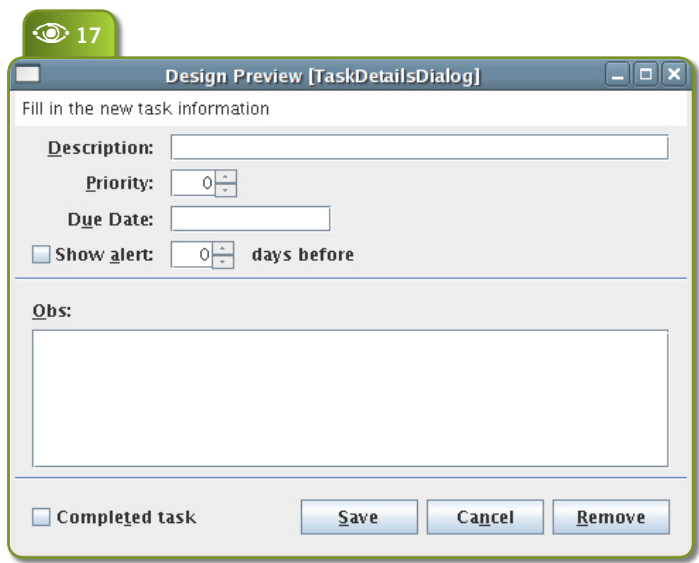 17
Design Preview [TaskDetailsDialog]
Fill in the new task information
Description:
Priority: 0
Due Date:
Show alert: 0 days before
Obs:
Completed task Save Cancel Remove